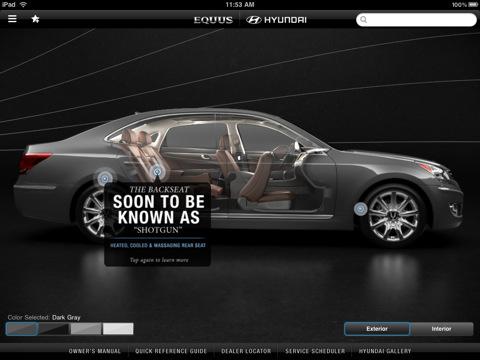 iPad
11:53 AM
100%
EQUUS
HYUNDAI
THE BACKSEAT
SOON TO BE
KNOWN AS
"SHOTGUN"
HEATED, COOLED & MASSAGING REAR SEAT
Tap again to learn more
Color Selected: Dark Gray
Exterior
Interior
OWNER'S MANUAL
QUICK REFERENCE GUIDE
DEALER LOCATOR
SERVICE SCHEDULER
HYUNDAI GALLERY